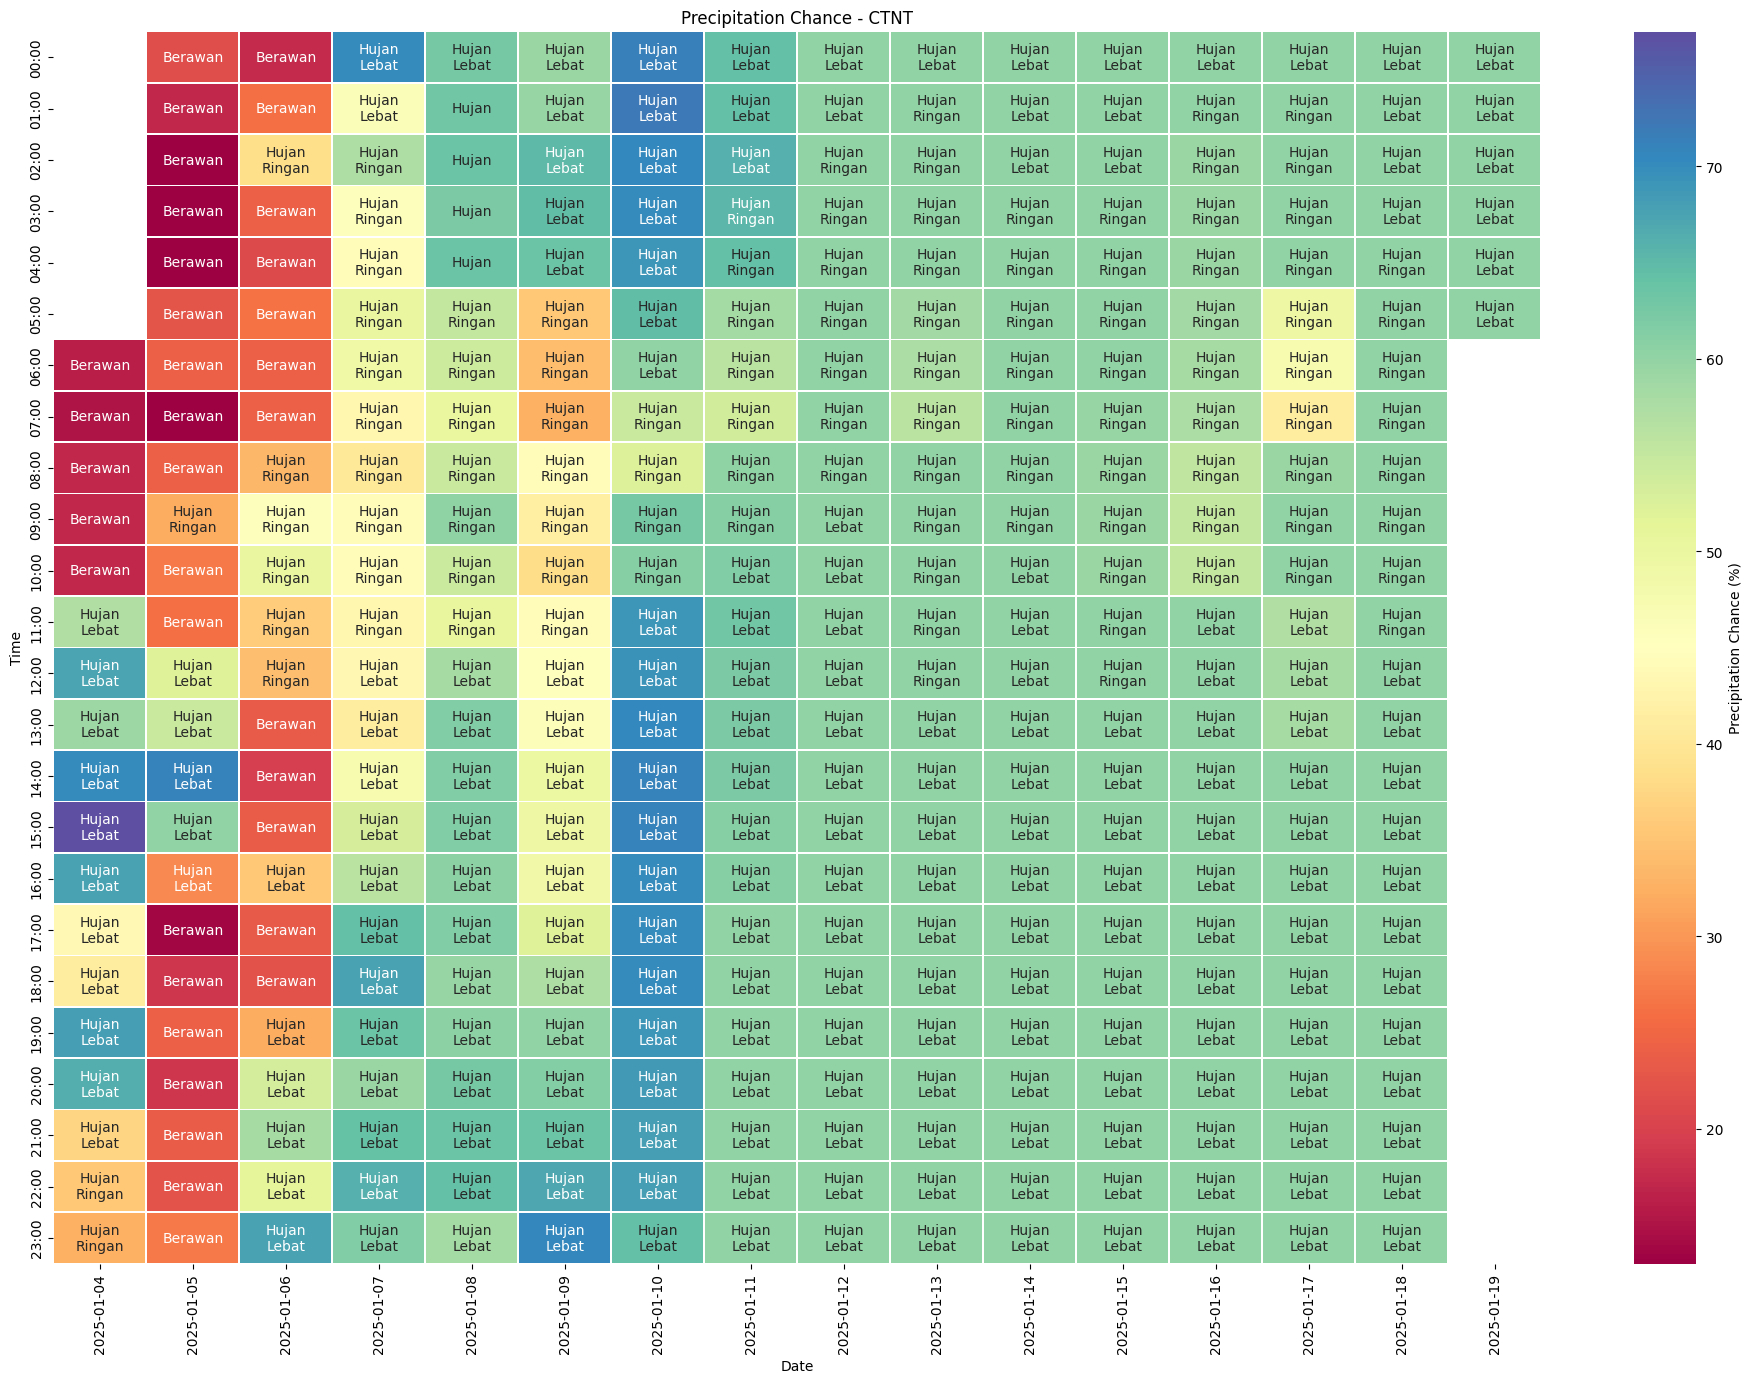 Precipitation Chance - CTNT
00:00 Berawan Berawan Hujan Lebat Hujan Lebat Hujan Lebat Hujan Lebat Hujan Lebat Hujan Lebat Hujan Lebat Hujan Lebat Hujan Lebat Hujan Lebat Hujan Lebat Hujan Lebat Hujan Lebat
01:00 Berawan Berawan Hujan Lebat Hujan Hujan Lebat Hujan Lebat Hujan Lebat Hujan Lebat Hujan Ringan Hujan Lebat Hujan Lebat Hujan Ringan Hujan Ringan Hujan Lebat Hujan Lebat
02:00 Berawan Hujan Ringan Hujan Ringan Hujan Hujan Lebat Hujan Lebat Hujan Lebat Hujan Ringan Hujan Ringan Hujan Lebat Hujan Lebat Hujan Ringan Hujan Ringan Hujan Lebat Hujan Lebat
03:00 Berawan Berawan Hujan Ringan Hujan Hujan Lebat Hujan Lebat Hujan Ringan Hujan Ringan Hujan Ringan Hujan Ringan Hujan Ringan Hujan Ringan Hujan Ringan Hujan Lebat Hujan Lebat
04:00 Berawan Berawan Hujan Ringan Hujan Hujan Lebat Hujan Lebat Hujan Ringan Hujan Ringan Hujan Ringan Hujan Ringan Hujan Ringan Hujan Ringan Hujan Ringan Hujan Ringan Hujan Lebat
05:00 Berawan Berawan Hujan Ringan Hujan Ringan Hujan Ringan Hujan Lebat Hujan Ringan Hujan Ringan Hujan Ringan Hujan Ringan Hujan Ringan Hujan Ringan Hujan Ringan Hujan Ringan Hujan Lebat
06:00 Berawan Berawan Berawan Hujan Ringan Hujan Ringan Hujan Ringan Hujan Lebat Hujan Ringan Hujan Ringan Hujan Ringan Hujan Ringan Hujan Ringan Hujan Ringan Hujan Ringan Hujan Ringan
07:00 Berawan Berawan Berawan Hujan Ringan Hujan Ringan Hujan Ringan Hujan Ringan Hujan Ringan Hujan Ringan Hujan Ringan Hujan Ringan Hujan Ringan Hujan Ringan Hujan Ringan Hujan Ringan
08:00 Berawan Berawan Hujan Ringan Hujan Ringan Hujan Ringan Hujan Ringan Hujan Ringan Hujan Ringan Hujan Ringan Hujan Ringan Hujan Ringan Hujan Ringan Hujan Ringan Hujan Ringan Hujan Ringan
09:00 Berawan Hujan Ringan Hujan Ringan Hujan Ringan Hujan Ringan Hujan Ringan Hujan Ringan Hujan Ringan Hujan Lebat Hujan Ringan Hujan Ringan Hujan Ringan Hujan Ringan Hujan Ringan Hujan Ringan
10:00 Berawan Berawan Hujan Ringan Hujan Ringan Hujan Ringan Hujan Ringan Hujan Ringan Hujan Lebat Hujan Lebat Hujan Ringan Hujan Lebat Hujan Ringan Hujan Ringan Hujan Ringan Hujan Ringan
11:00 Hujan Lebat Berawan Hujan Ringan Hujan Ringan Hujan Ringan Hujan Ringan Hujan Lebat Hujan Lebat Hujan Lebat Hujan Ringan Hujan Lebat Hujan Ringan Hujan Lebat Hujan Lebat Hujan Ringan
12:00 Hujan Lebat Hujan Lebat Hujan Ringan Hujan Lebat Hujan Lebat Hujan Lebat Hujan Lebat Hujan Lebat Hujan Lebat Hujan Ringan Hujan Lebat Hujan Ringan Hujan Lebat Hujan Lebat Hujan Lebat
13:00 Hujan Lebat Hujan Lebat Berawan Hujan Lebat Hujan Lebat Hujan Lebat Hujan Lebat Hujan Lebat Hujan Lebat Hujan Lebat Hujan Lebat Hujan Lebat Hujan Lebat Hujan Lebat Hujan Lebat
14:00 Hujan Lebat Hujan Lebat Berawan Hujan Lebat Hujan Lebat Hujan Lebat Hujan Lebat Hujan Lebat Hujan Lebat Hujan Lebat Hujan Lebat Hujan Lebat Hujan Lebat Hujan Lebat Hujan Lebat
15:00 Hujan Lebat Hujan Lebat Berawan Hujan Lebat Hujan Lebat Hujan Lebat Hujan Lebat Hujan Lebat Hujan Lebat Hujan Lebat Hujan Lebat Hujan Lebat Hujan Lebat Hujan Lebat Hujan Lebat
16:00 Hujan Lebat Hujan Lebat Hujan Lebat Hujan Lebat Hujan Lebat Hujan Lebat Hujan Lebat Hujan Lebat Hujan Lebat Hujan Lebat Hujan Lebat Hujan Lebat Hujan Lebat Hujan Lebat Hujan Lebat
17:00 Hujan Lebat Berawan Berawan Hujan Lebat Hujan Lebat Hujan Lebat Hujan Lebat Hujan Lebat Hujan Lebat Hujan Lebat Hujan Lebat Hujan Lebat Hujan Lebat Hujan Lebat Hujan Lebat
18:00 Hujan Lebat Berawan Berawan Hujan Lebat Hujan Lebat Hujan Lebat Hujan Lebat Hujan Lebat Hujan Lebat Hujan Lebat Hujan Lebat Hujan Lebat Hujan Lebat Hujan Lebat Hujan Lebat
19:00 Hujan Lebat Berawan Hujan Lebat Hujan Lebat Hujan Lebat Hujan Lebat Hujan Lebat Hujan Lebat Hujan Lebat Hujan Lebat Hujan Lebat Hujan Lebat Hujan Lebat Hujan Lebat Hujan Lebat
20:00 Hujan Lebat Berawan Hujan Lebat Hujan Lebat Hujan Lebat Hujan Lebat Hujan Lebat Hujan Lebat Hujan Lebat Hujan Lebat Hujan Lebat Hujan Lebat Hujan Lebat Hujan Lebat Hujan Lebat
21:00 Hujan Lebat Berawan Hujan Lebat Hujan Lebat Hujan Lebat Hujan Lebat Hujan Lebat Hujan Lebat Hujan Lebat Hujan Lebat Hujan Lebat Hujan Lebat Hujan Lebat Hujan Lebat Hujan Lebat
22:00 Hujan Ringan Berawan Hujan Lebat Hujan Lebat Hujan Lebat Hujan Lebat Hujan Lebat Hujan Lebat Hujan Lebat Hujan Lebat Hujan Lebat Hujan Lebat Hujan Lebat Hujan Lebat Hujan Lebat
23:00 Hujan Ringan Berawan Hujan Lebat Hujan Lebat Hujan Lebat Hujan Lebat Hujan Lebat Hujan Lebat Hujan Lebat Hujan Lebat Hujan Lebat Hujan Lebat Hujan Lebat Hujan Lebat Hujan Lebat
Time
2025-01-04 2025-01-05 2025-01-06 2025-01-07 2025-01-08 2025-01-09 2025-01-10 2025-01-11 2025-01-12 2025-01-13 2025-01-14 2025-01-15 2025-01-16 2025-01-17 2025-01-18 2025-01-19
Date
70
60
50
40
30
20
Precipitation Chance (%)